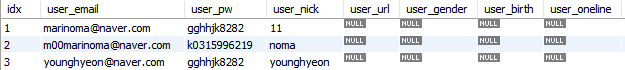 idx user_email user_pw user_nick user_url user_gender user_birth user_oneline
1 marinoma@naver.com gghhjk8282 11 NULL NULL NULL NULL
2 m00marinoma@naver.com k0315996219 noma NULL NULL NULL NULL
3 younghyeon@naver.com gghhjk8282 younghyeon NULL NULL NULL NULL